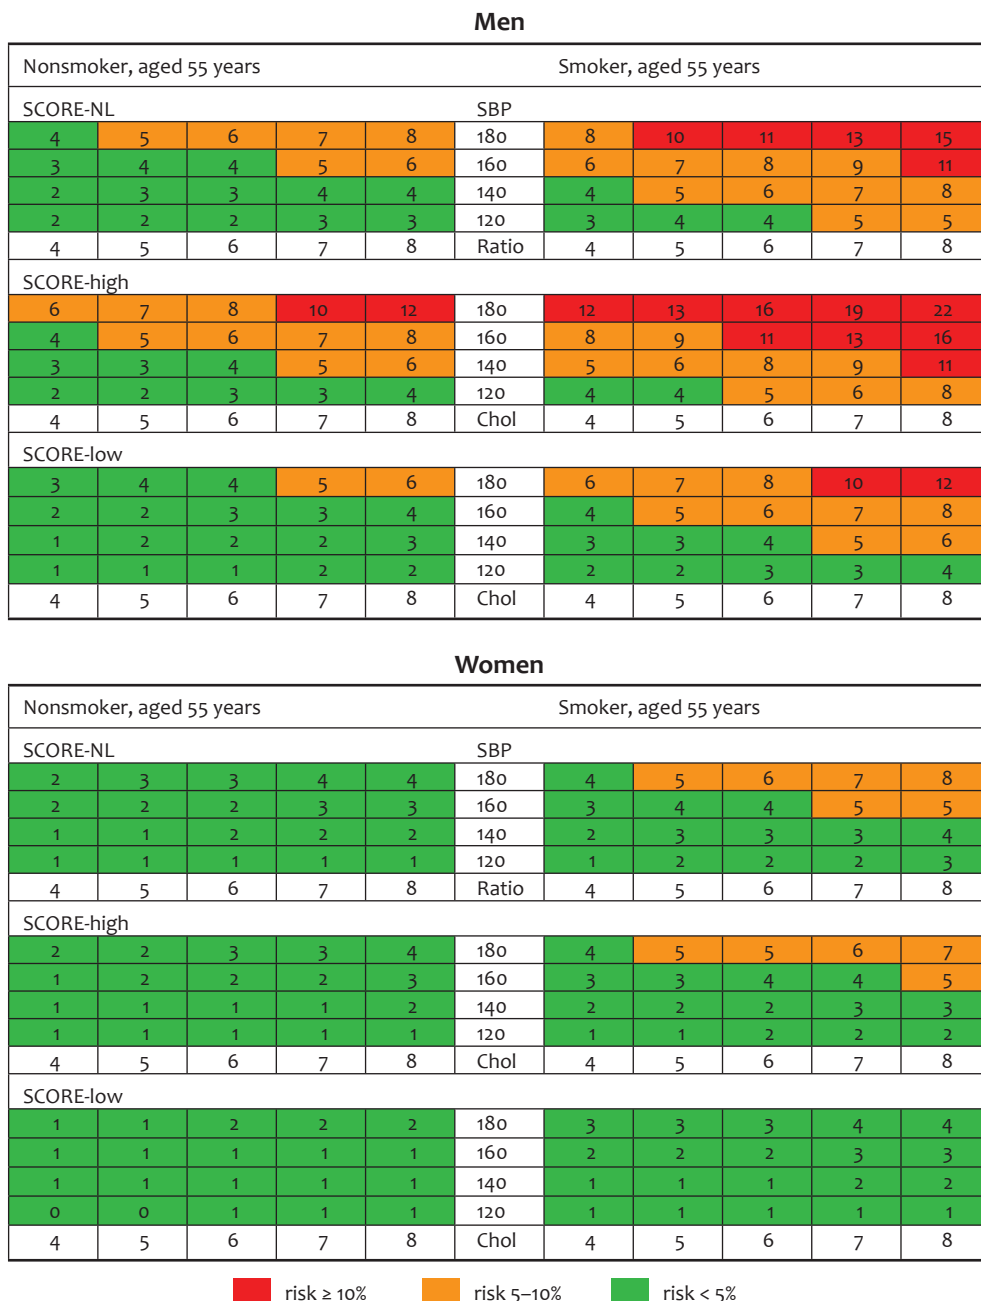 Men
Nonsmoker, aged 55 years Smoker, aged 55 years
SCORE-NL SBP
4 5 6 7 8 180 8 10 11 13 15
3 4 4 5 6 160 6 7 8 9 11
2 3 3 4 4 140 4 5 6 7 8
2 2 2 3 3 120 3 4 4 5 5
4 5 6 7 8 Ratio 4 5 6 7 8
SCORE-high
6 7 8 10 12 180 12 13 16 19 22
4 5 6 7 8 160 8 9 11 13 16
3 3 4 5 6 140 5 6 8 9 11
2 2 3 3 4 120 4 4 5 6 8
4 5 6 7 8 Chol 4 5 6 7 8
SCORE-low
3 4 4 5 6 180 6 7 8 10 12
2 2 3 3 4 160 4 5 6 7 8
1 2 2 2 3 140 3 3 4 5 6
1 1 1 2 2 120 2 2 3 3 4
4 5 6 7 8 Chol 4 5 6 7 8
Women
Nonsmoker, aged 55 years Smoker, aged 55 years
SCORE-NL SBP
2 3 3 4 4 180 4 5 6 7 8
2 2 2 3 3 160 3 4 4 5 5
1 1 2 2 2 140 2 3 3 3 4
1 1 1 1 1 120 1 2 2 2 3
4 5 6 7 8 Ratio 4 5 6 7 8
SCORE-high
2 2 3 3 4 180 4 5 5 6 7
1 2 2 2 3 160 3 3 4 4 5
1 1 1 1 2 140 2 2 2 3 3
1 1 1 1 1 120 1 1 2 2 2
4 5 6 7 8 Chol 4 5 6 7 8
SCORE-low
1 1 2 2 2 180 3 3 3 4 4
1 1 1 1 1 160 2 2 2 3 3
1 1 1 1 1 140 1 1 1 2 2
0 0 1 1 1 120 1 1 1 1 1
4 5 6 7 8 Chol 4 5 6 7 8
risk ≥ 10% risk 5–10% risk < 5%